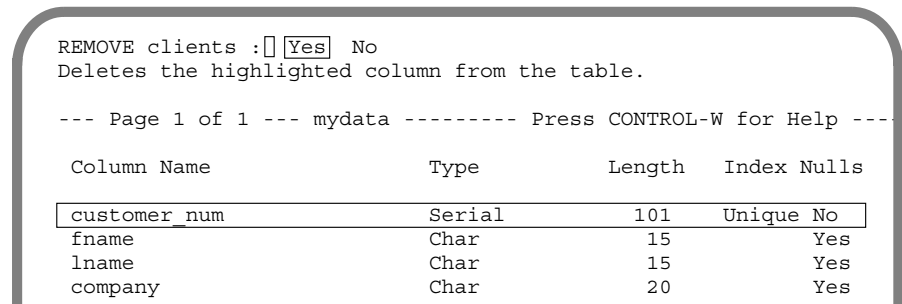 REMOVE clients : Yes No
Deletes the highlighted column from the table.
--- Page 1 of 1 --- mydata --------- Press CONTROL-W for Help ----
Column Name Type Length Index Nulls
customer_num Serial 101 Unique No
fname Char 15 Yes
lname Char 15 Yes
company Char 20 Yes